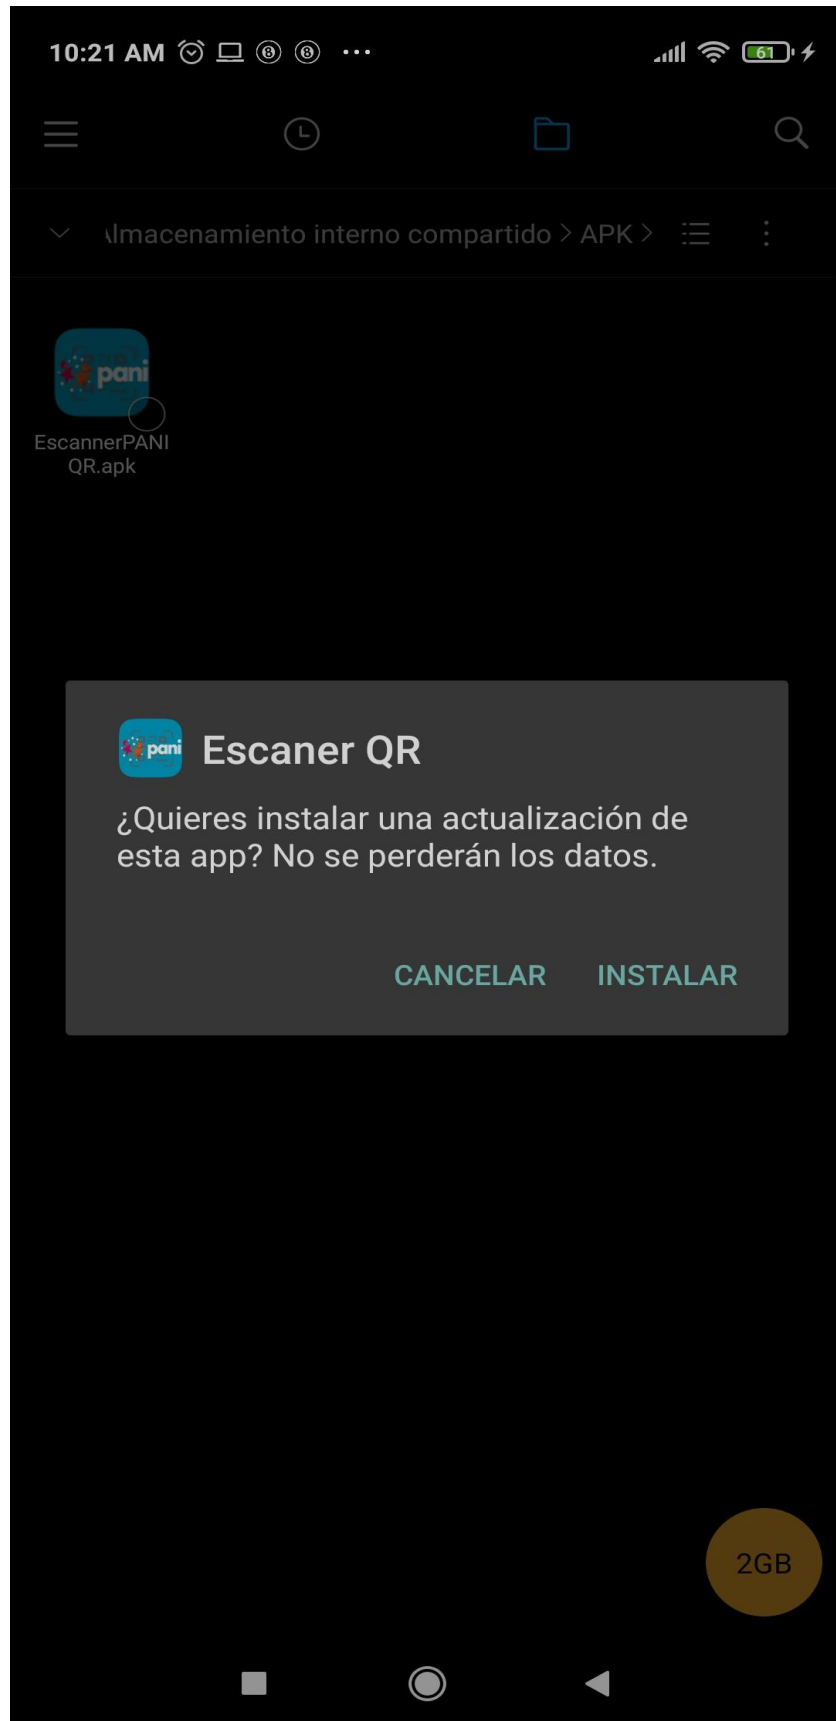 10:21 AM
61
Almacenamiento interno compartido > APK >
pani
EscannerPANI
QR.apk
pani Escaner QR
¿Quieres instalar una actualización de
esta app? No se perderán los datos.
CANCELAR INSTALAR
2GB